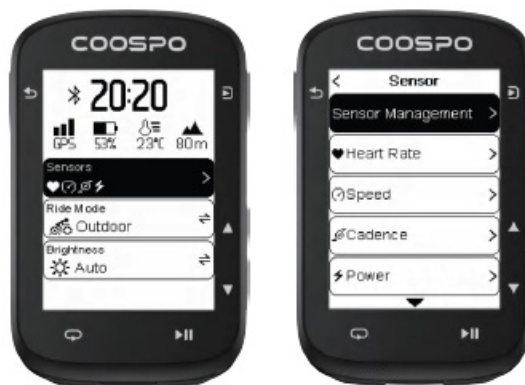 COOSPO
20:20
GPS 53% 23°C 80m
Sensors
Ride Mode
Outdoor
Brightness
Auto
COOSPO
< Sensor
Sensor Management >
Heart Rate >
Speed >
Cadence >
Power >